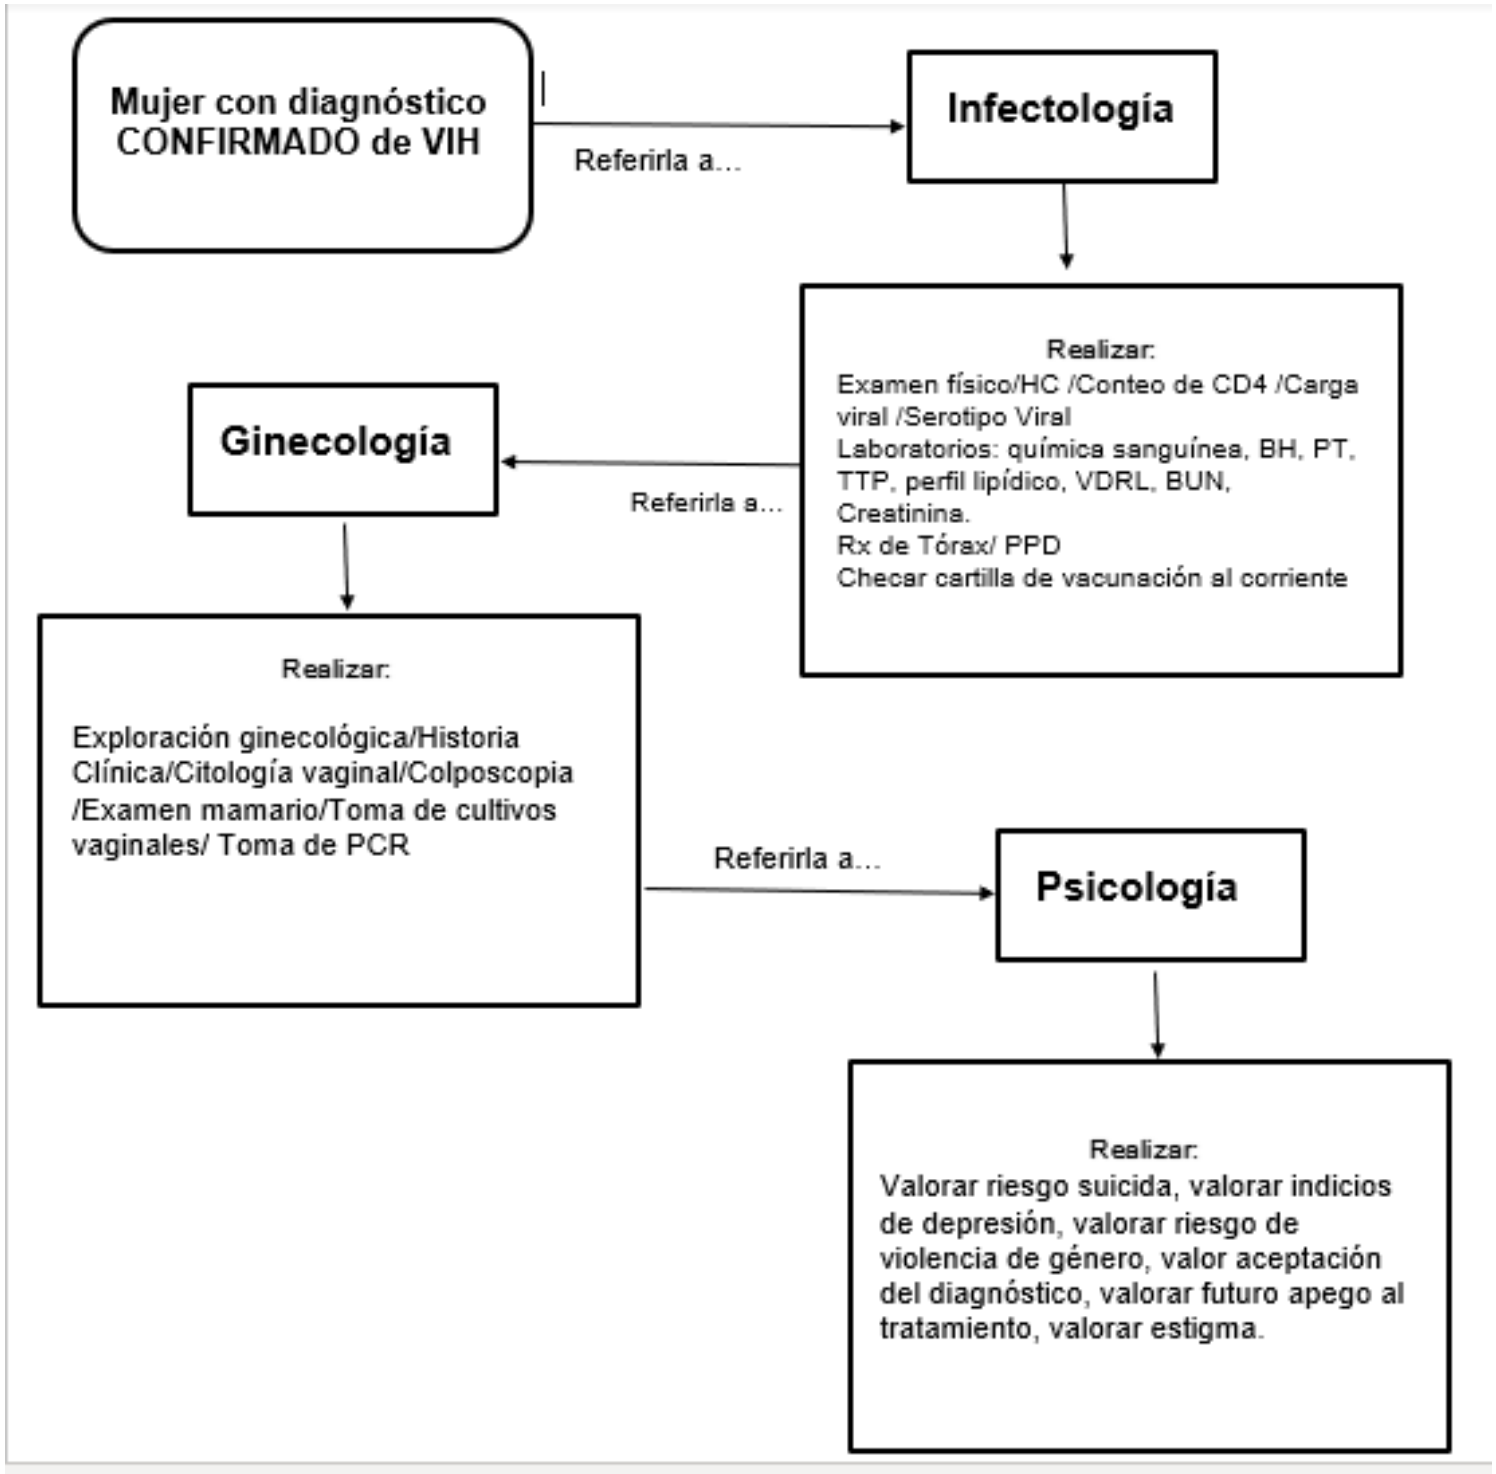 Mujer con diagnóstico
CONFIRMADO de VIH
Referirla a...
Infectología
Realizar:
Examen físico/HC /Conteo de CD4 /Carga
viral /Serotipo Viral
Laboratorios: química sanguínea, BH, PT,
TTP, perfil lipídico, VDRL, BUN,
Creatinina.
Rx de Tórax/ PPD
Checar cartilla de vacunación al corriente
Referirla a...
Ginecología
Realizar:
Exploración ginecológica/Historia
Clínica/Citología vaginal/Colposcopia
/Examen mamario/Toma de cultivos
vaginales/ Toma de PCR
Referirla a...
Psicología
Realizar:
Valorar riesgo suicida, valorar indicios
de depresión, valorar riesgo de
violencia de género, valor aceptación
del diagnóstico, valorar futuro apego al
tratamiento, valorar estigma.